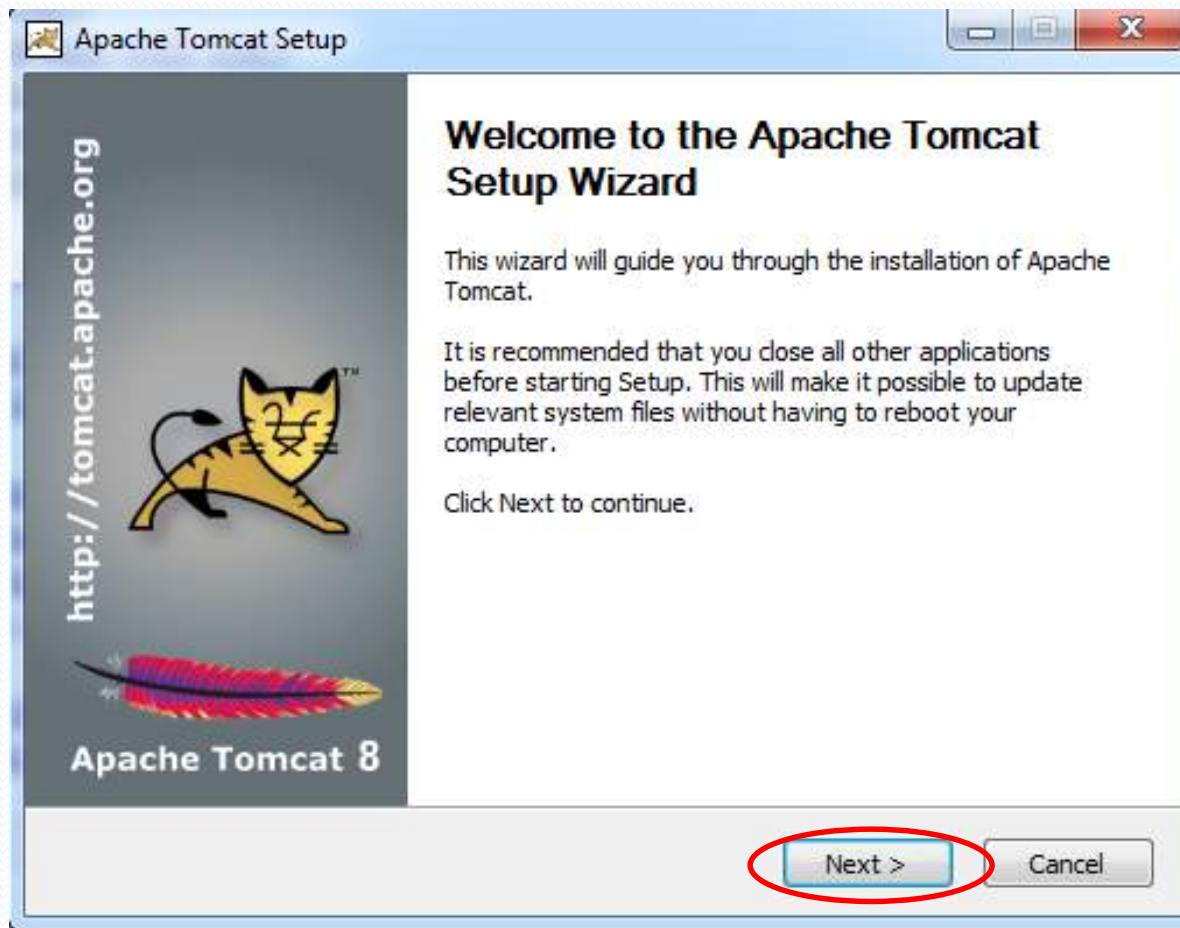 Apache Tomcat Setup
http://tomcat.apache.org
TM
Apache Tomcat 8
Welcome to the Apache Tomcat
Setup Wizard
This wizard will guide you through the installation of Apache
Tomcat.
It is recommended that you close all other applications
before starting Setup. This will make it possible to update
relevant system files without having to reboot your
computer.
Click Next to continue.
Next >
Cancel